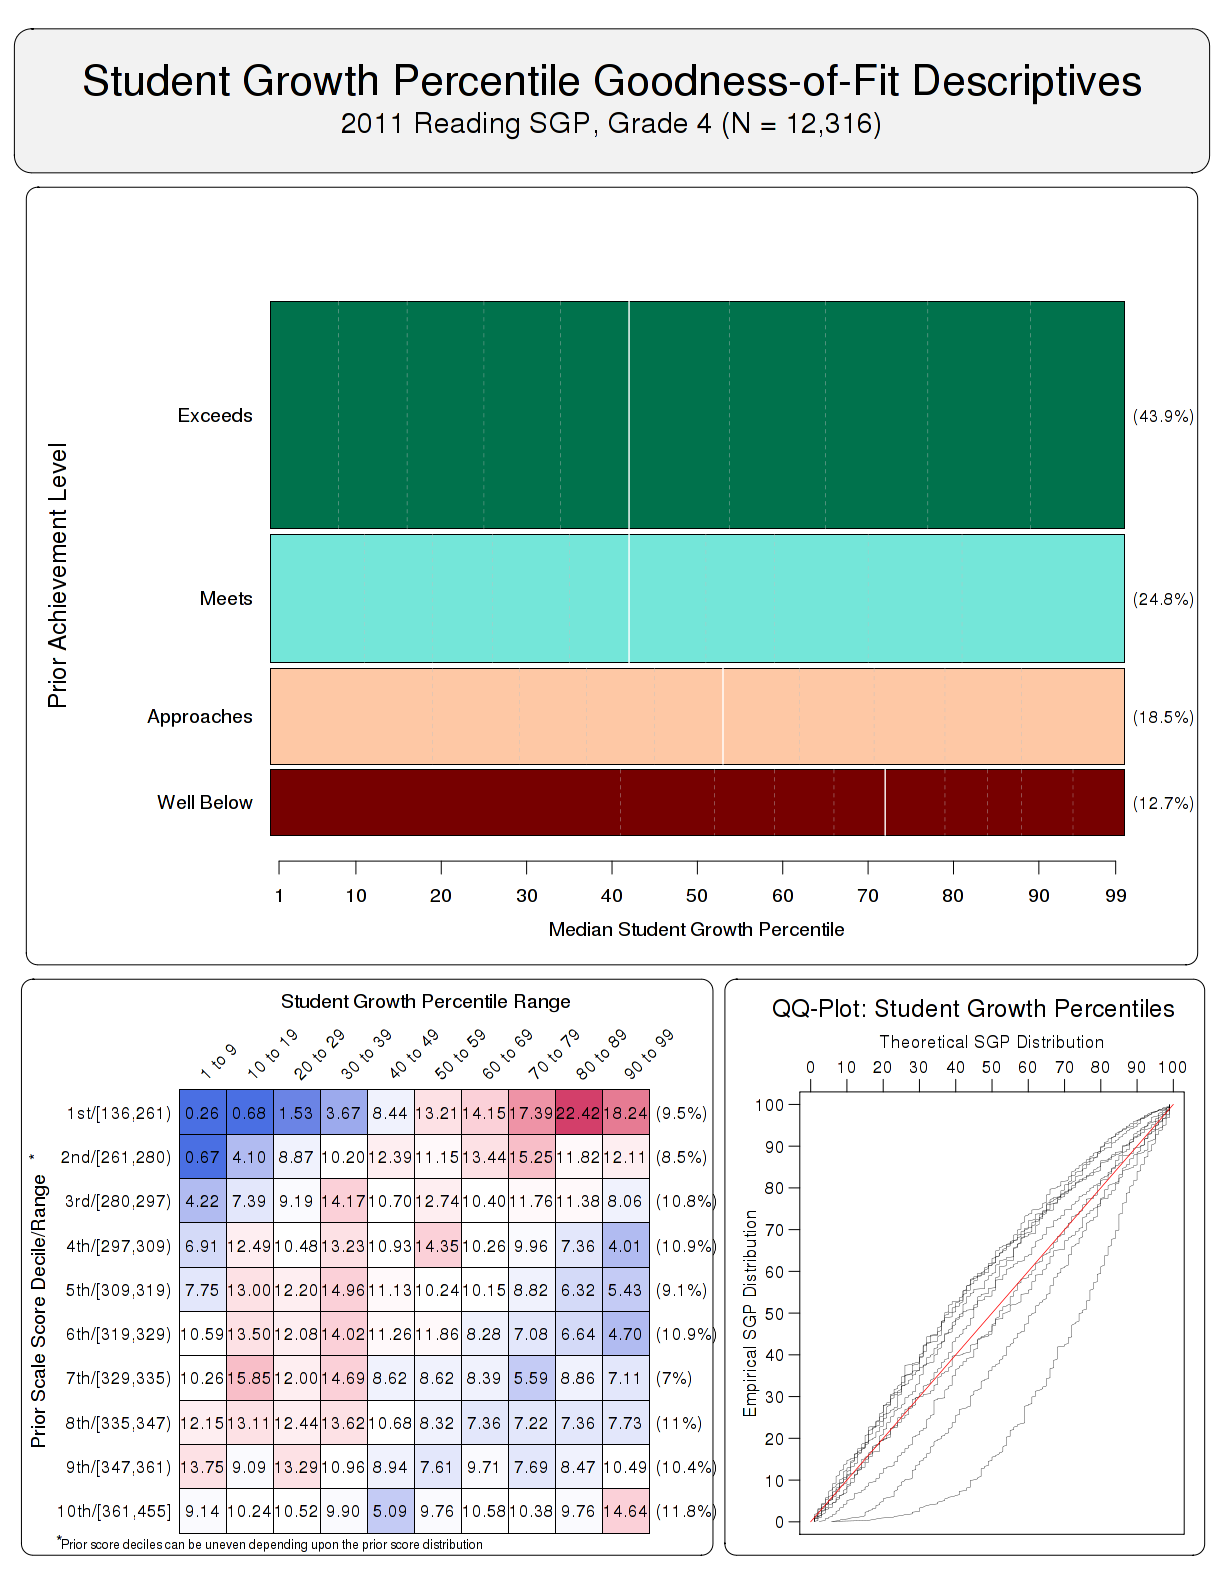 Student Growth Percentile Goodness-of-Fit Descriptives
2011 Reading SGP, Grade 4 (N = 12,316)
Prior Achievement Level
Exceeds (43.9%)
Meets (24.8%)
Approaches (18.5%)
Well Below (12.7%)
1 10 20 30 40 50 60 70 80 90 99
Median Student Growth Percentile
Student Growth Percentile Range
1 to 9 10 to 19 20 to 29 30 to 39 40 to 49 50 to 59 60 to 69 70 to 79 80 to 89 90 to 99
Prior Scale Score Decile/Range *
1st/[136,261) 0.26 0.68 1.53 3.67 8.44 13.21 14.15 17.39 22.42 18.24 (9.5%)
2nd/[261,280) 0.67 4.10 8.87 10.20 12.39 11.15 13.44 15.25 11.82 12.11 (8.5%)
3rd/[280,297) 4.22 7.39 9.19 14.17 10.70 12.74 10.40 11.76 11.38 8.06 (10.8%)
4th/[297,309) 6.91 12.49 10.48 13.23 10.93 14.35 10.26 9.96 7.36 4.01 (10.9%)
5th/[309,319) 7.75 13.00 12.20 14.96 11.13 10.24 10.15 8.82 6.32 5.43 (9.1%)
6th/[319,329) 10.59 13.50 12.08 14.02 11.26 11.86 8.28 7.08 6.64 4.70 (10.9%)
7th/[329,335) 10.26 15.85 12.00 14.69 8.62 8.62 8.39 5.59 8.86 7.11 (7%)
8th/[335,347) 12.15 13.11 12.44 13.62 10.68 8.32 7.36 7.22 7.36 7.73 (11%)
9th/[347,361) 13.75 9.09 13.29 10.96 8.94 7.61 9.71 7.69 8.47 10.49 (10.4%)
10th/[361,455] 9.14 10.24 10.52 9.90 5.09 9.76 10.58 10.38 9.76 14.64 (11.8%)
*Prior score deciles can be uneven depending upon the prior score distribution
QQ-Plot: Student Growth Percentiles
Theoretical SGP Distribution
0 10 20 30 40 50 60 70 80 90 100
Empirical SGP Distribution
100
90
80
70
60
50
40
30
20
10
0